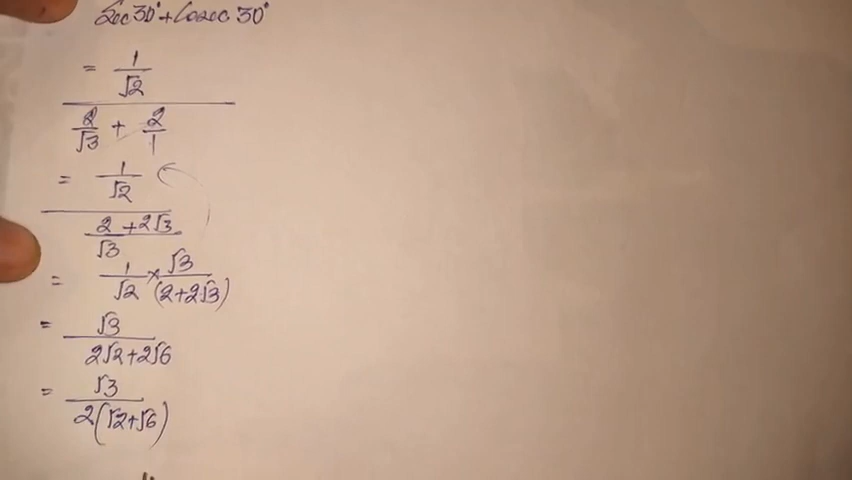 Sec 30° + Cosec 30°
= 1/√2
2/√3 + 2/1
= 1/√2
2 + 2√3/√3
= 1/√2 × √3/(2+2√3)
= √3/2√2+2√6
= √3/2(√2+√6)